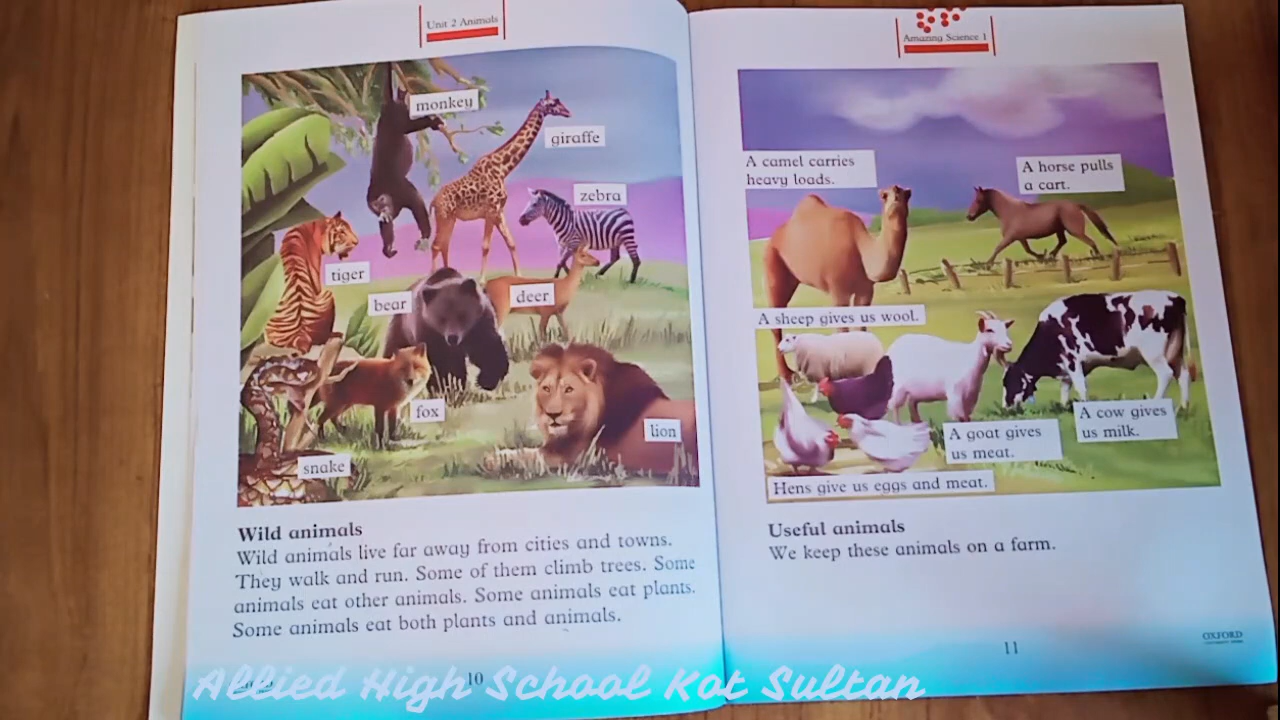 Unit 2 Animals
monkey
giraffe
zebra
tiger
bear
deer
fox
lion
snake
Wild animals
Wild animals live far away from cities and towns.
They walk and run. Some of them climb trees. Some
animals eat other animals. Some animals eat plants.
Some animals eat both plants and animals.
10
Amazing Science 1
A camel carries
heavy loads.
A horse pulls
a cart.
A sheep gives us wool.
A cow gives
us milk.
A goat gives
us meat.
Hens give us eggs and meat.
Useful animals
We keep these animals on a farm.
11
OXFORD
Allied High School Kot Sultan